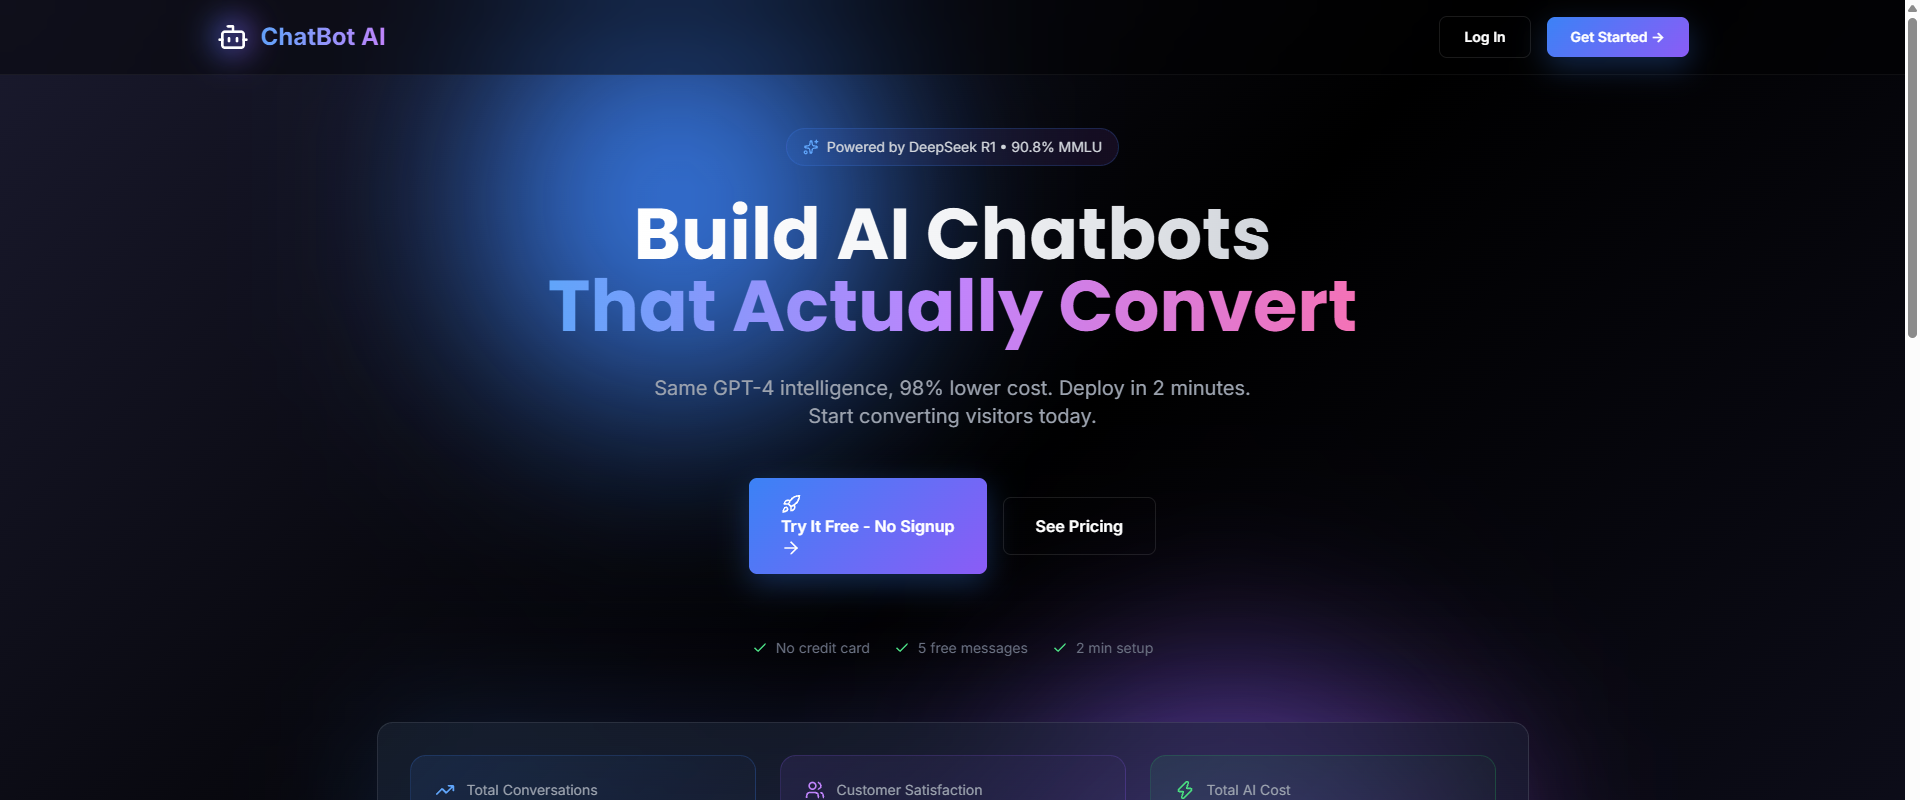 ChatBot AI
Log In
Get Started →
Powered by DeepSeek R1 • 90.8% MMLU
Build AI Chatbots
That Actually Convert
Same GPT-4 intelligence, 98% lower cost. Deploy in 2 minutes.
Start converting visitors today.
Try It Free - No Signup
See Pricing
No credit card
5 free messages
2 min setup
Total Conversations
Customer Satisfaction
Total AI Cost